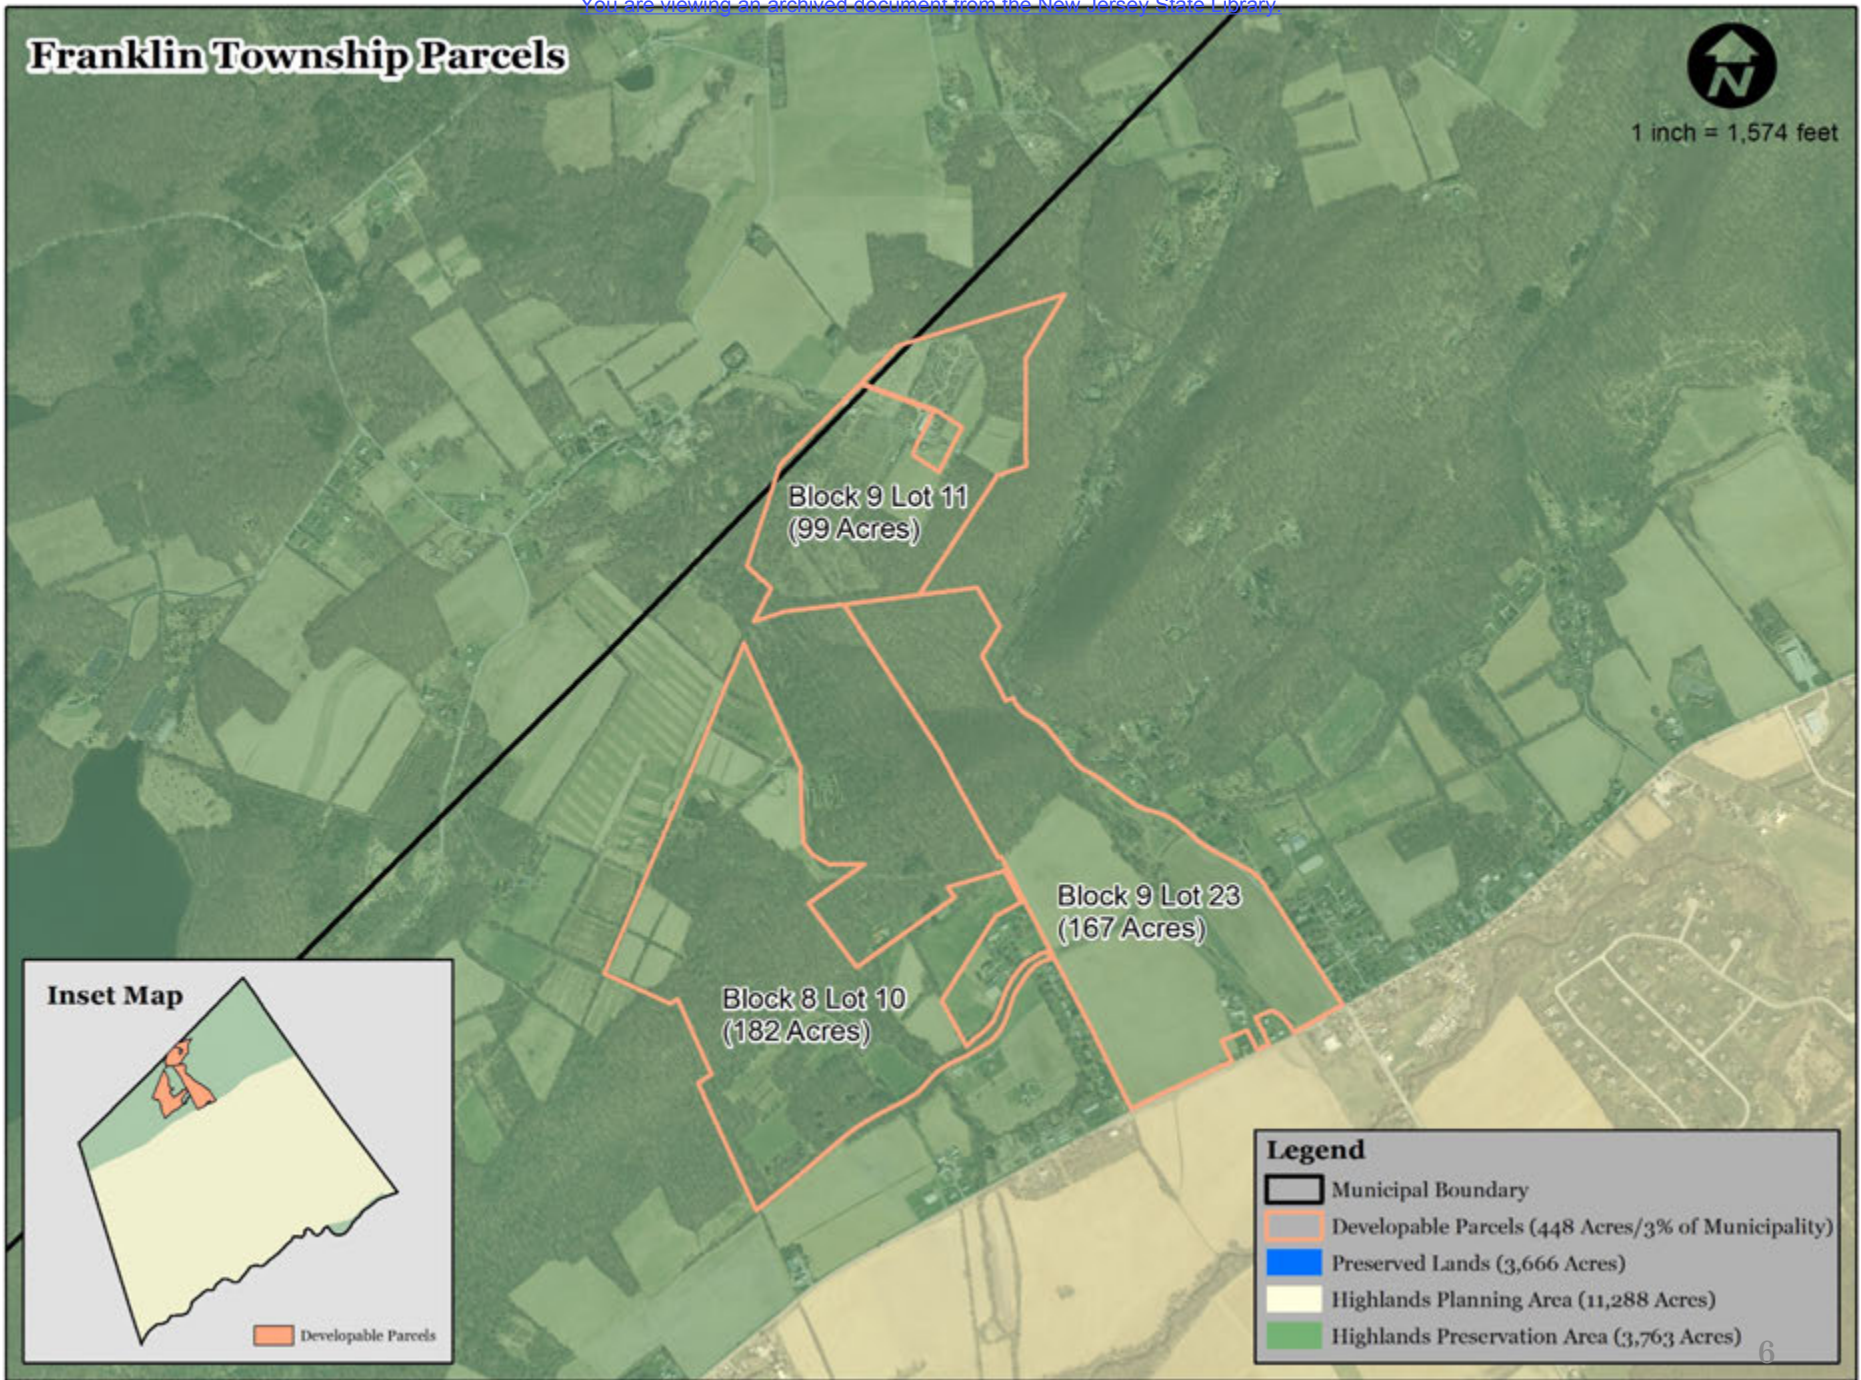 You are viewing an archived document from the New Jersey State Library.
Franklin Township Parcels
N
1 inch = 1,574 feet
Block 9 Lot 11
(99 Acres)
Block 9 Lot 23
(167 Acres)
Block 8 Lot 10
(182 Acres)
Inset Map
Developable Parcels
Legend
Municipal Boundary
Developable Parcels (448 Acres/3% of Municipality)
Preserved Lands (3,666 Acres)
Highlands Planning Area (11,288 Acres)
Highlands Preservation Area (3,763 Acres)
6